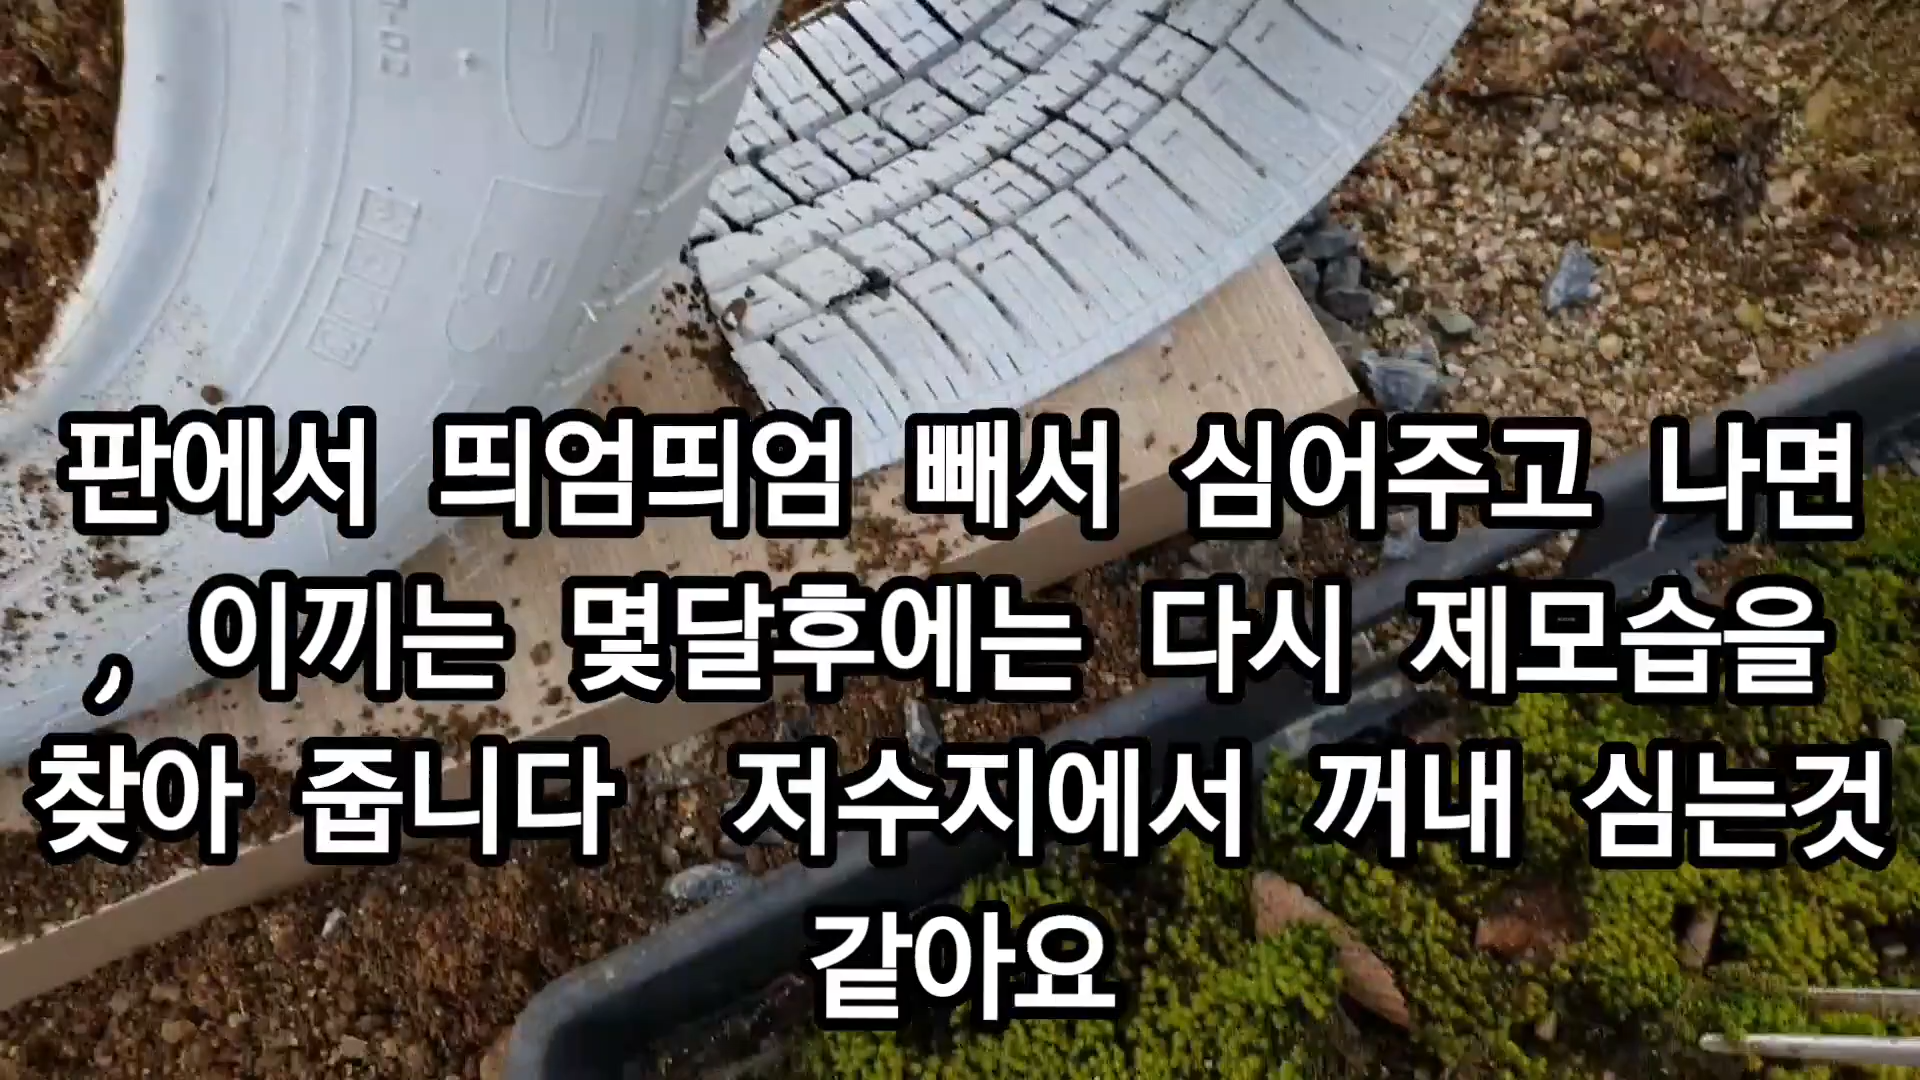 판에서 띄엄띄엄 빼서 심어주고 나면
, 이끼는 몇달후에는 다시 제모습을
찾아 줍니다 저수지에서 꺼내 심는것
같아요